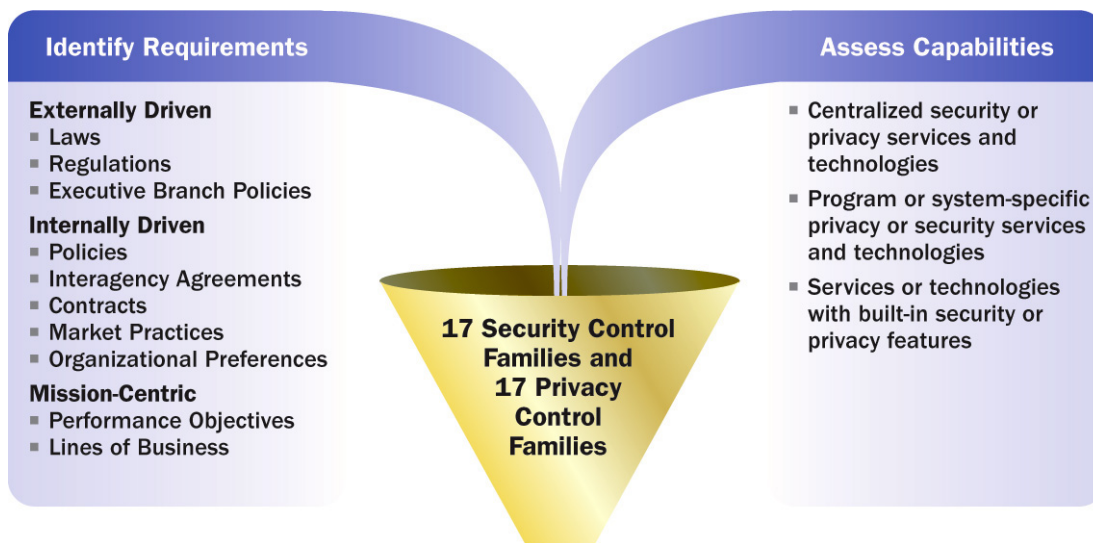 Identify Requirements
Externally Driven
Laws
Regulations
Executive Branch Policies
Internally Driven
Policies
Interagency Agreements
Contracts
Market Practices
Organizational Preferences
Mission-Centric
Performance Objectives
Lines of Business
17 Security Control
Families and
17 Privacy
Control
Families
Assess Capabilities
Centralized security or
privacy services and
technologies
Program or system-specific
privacy or security services
and technologies
Services or technologies
with built-in security or
privacy features